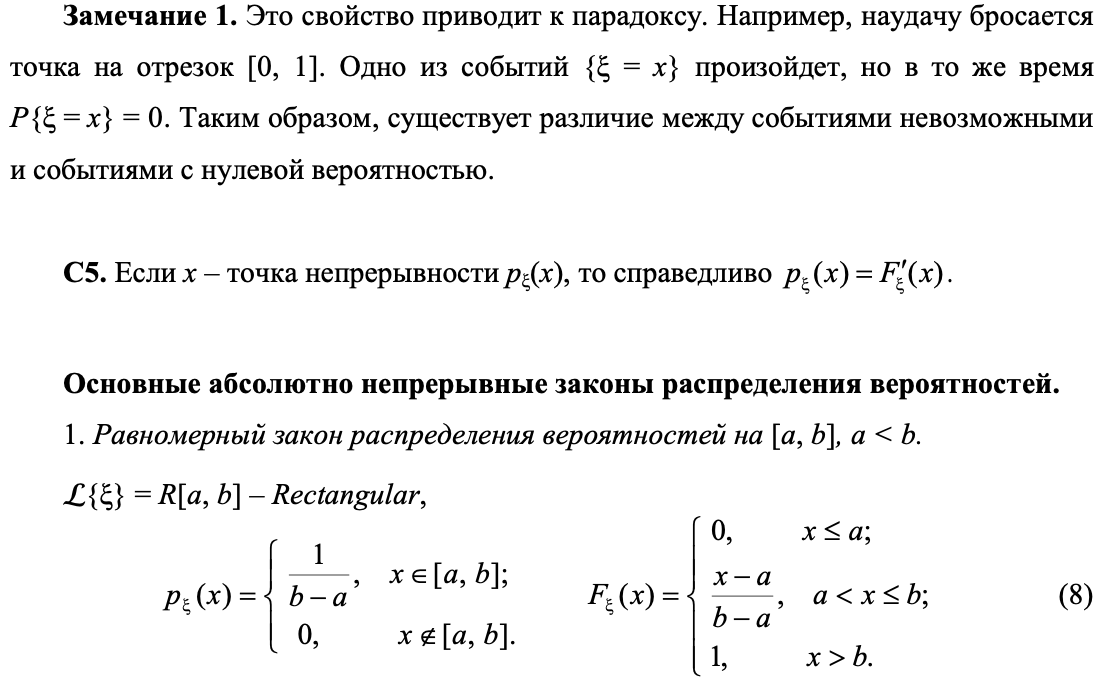 Замечание 1. Это свойство приводит к парадоксу. Например, наудачу бросается
точка на отрезок [0, 1]. Одно из событий {ξ = x} произойдет, но в то же время
P{ξ = x} = 0. Таким образом, существует различие между событиями невозможными
и событиями с нулевой вероятностью.
С5. Если x – точка непрерывности pξ(x), то справедливо pξ(x) = F′ξ(x).
Основные абсолютно непрерывные законы распределения вероятностей.
1. Равномерный закон распределения вероятностей на [a, b], a < b.
ℒ{ξ} = R[a, b] – Rectangular,
pξ(x) = { 1/(b − a), x ∈ [a, b]; 0, x ∉ [a, b]. Fξ(x) = { 0, x ≤ a; (x − a)/(b − a), a < x ≤ b; 1, x > b. (8)